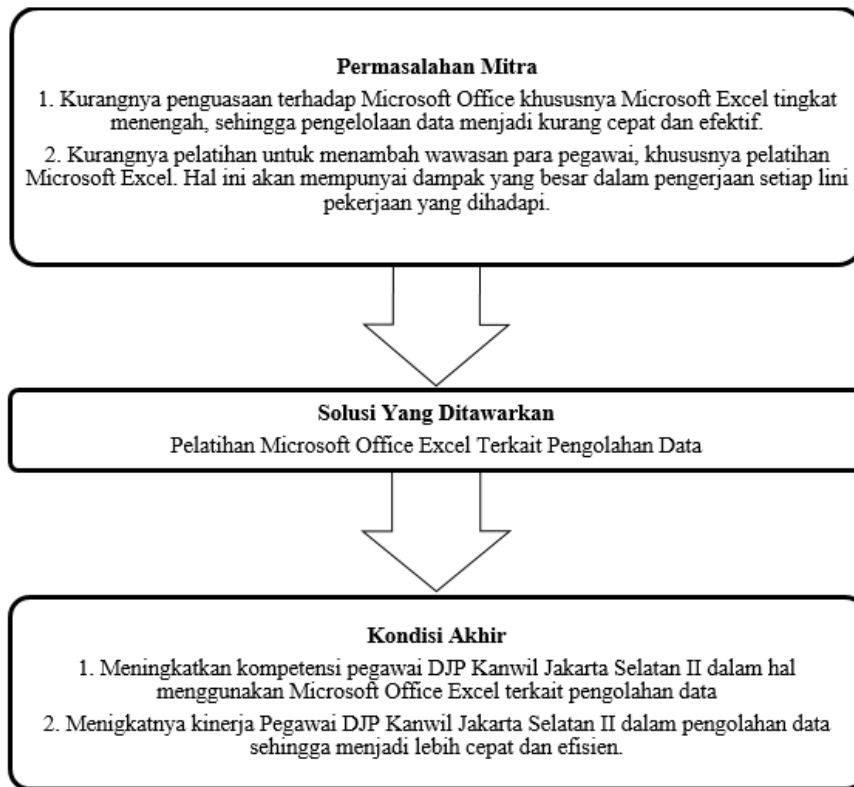 Permasalahan Mitra
1. Kurangnya penguasaan terhadap Microsoft Office khususnya Microsoft Excel tingkat
menengah, sehingga pengelolaan data menjadi kurang cepat dan efektif.
2. Kurangnya pelatihan untuk menambah wawasan para pegawai, khususnya pelatihan
Microsoft Excel. Hal ini akan mempunyai dampak yang besar dalam pengerjaan setiap lini
pekerjaan yang dihadapi.
Solusi Yang Ditawarkan
Pelatihan Microsoft Office Excel Terkait Pengolahan Data
Kondisi Akhir
1. Meningkatkan kompetensi pegawai DJP Kanwil Jakarta Selatan II dalam hal
menggunakan Microsoft Office Excel terkait pengolahan data
2. Menigkatnya kinerja Pegawai DJP Kanwil Jakarta Selatan II dalam pengolahan data
sehingga menjadi lebih cepat dan efisien.